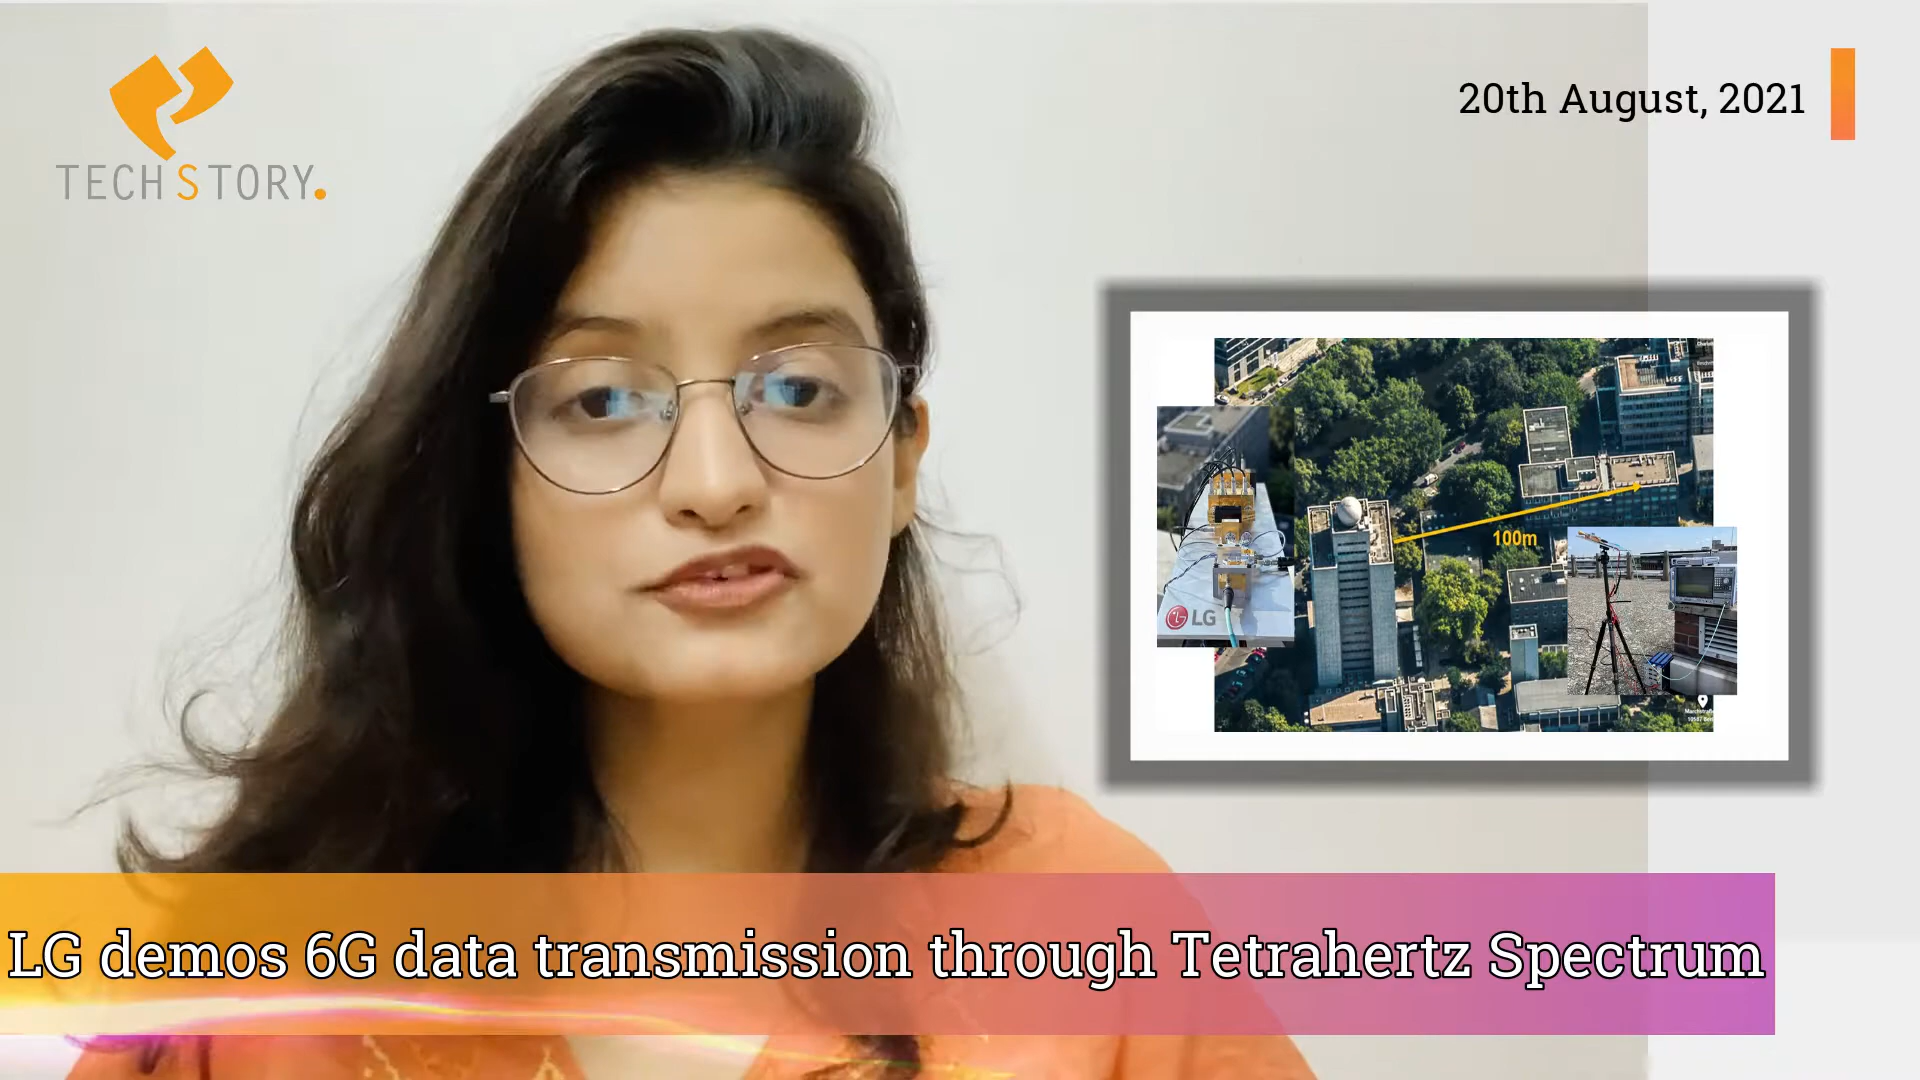 TECH STORY.
20th August, 2021
100m
LG
LG demos 6G data transmission through Tetrahertz Spectrum